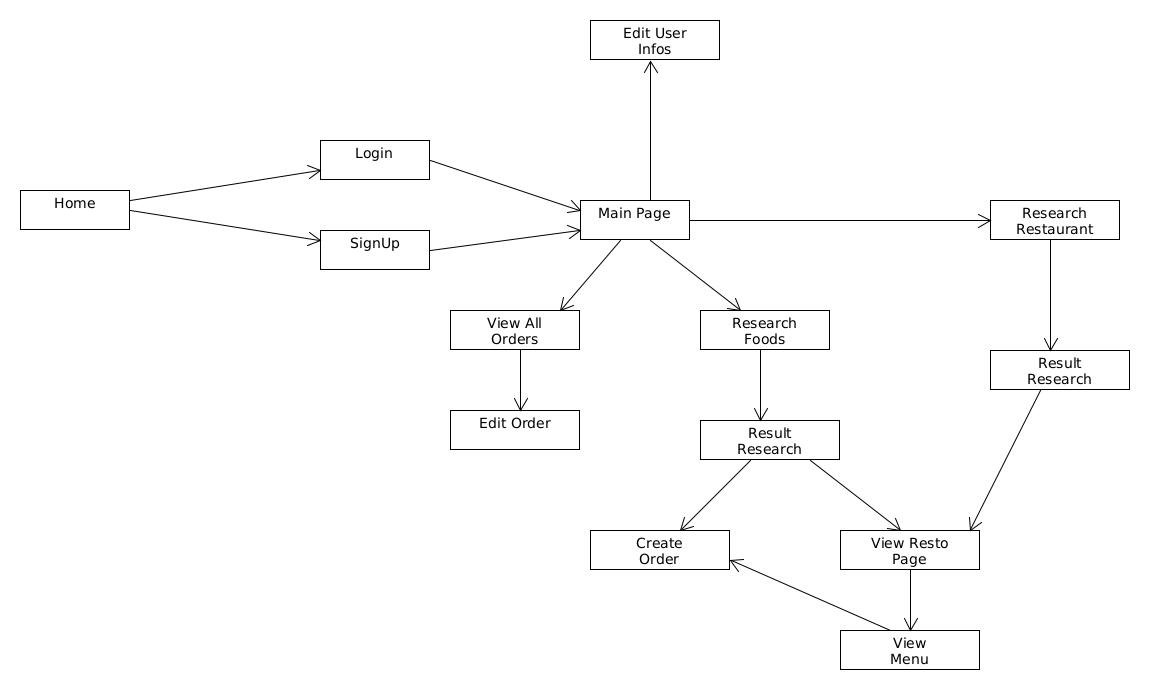 Edit User
Infos
Login
Home
SignUp
Main Page
Research
Restaurant
View All
Orders
Research
Foods
Result
Research
Edit Order
Result
Research
Create
Order
View Resto
Page
View
Menu